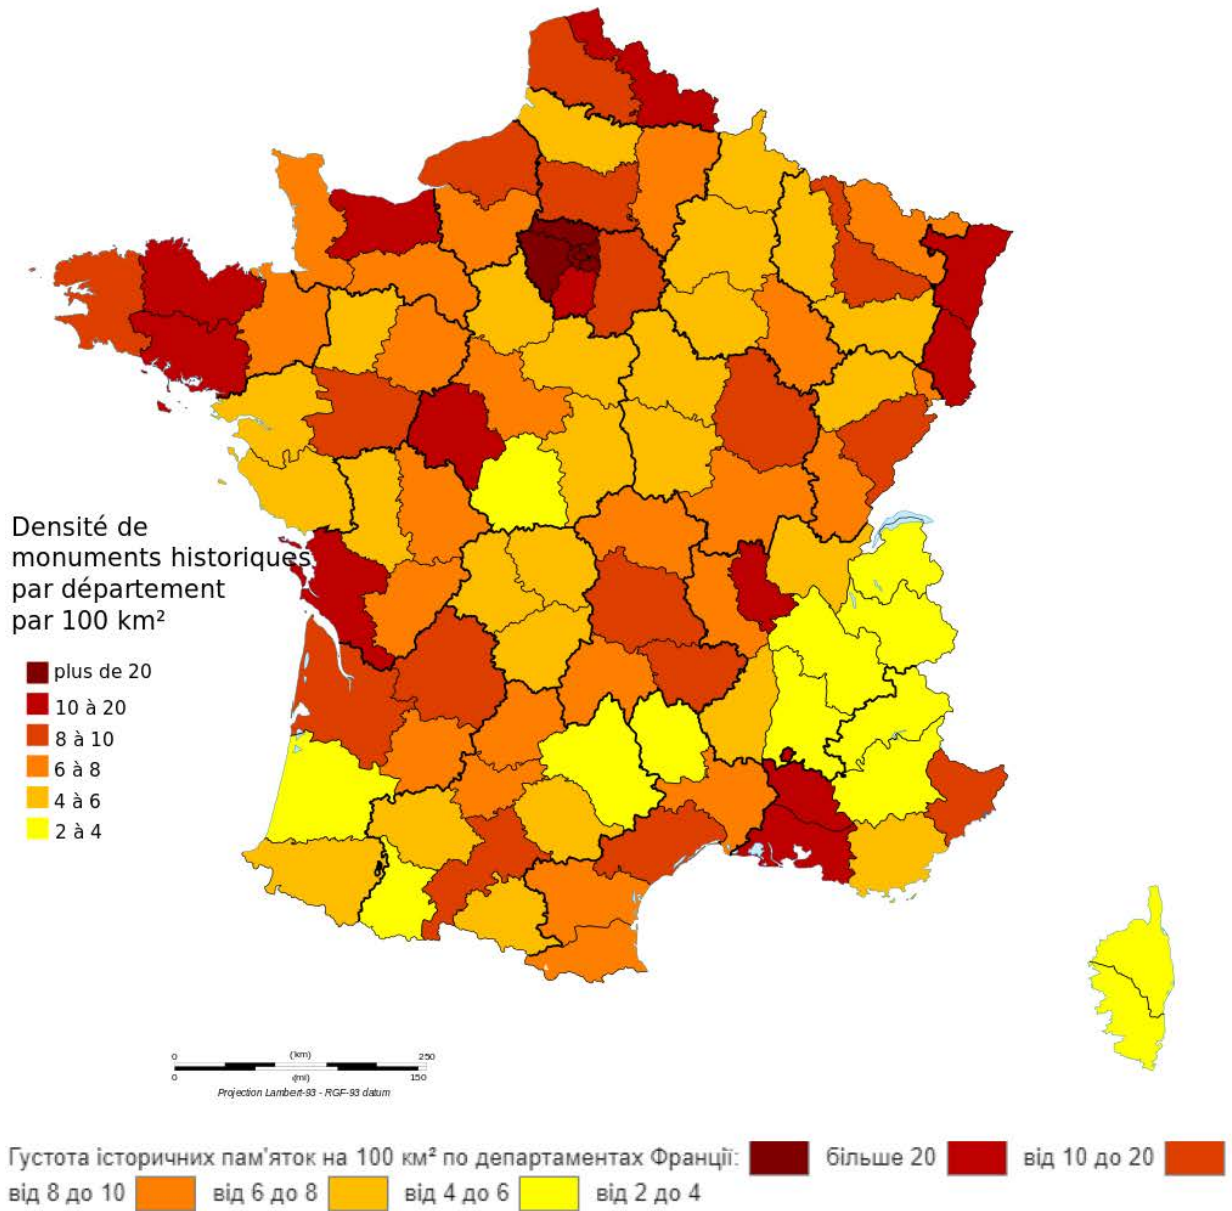 Densité de
monuments historiques
par département
par 100 km²
plus de 20
10 à 20
8 à 10
6 à 8
4 à 6
2 à 4
0 (km) 250
0 (mi) 150
Projection Lambert-93 - RGF-93 datum
Густота історичних пам'яток на 100 км² по департаментах Франції: більше 20 від 10 до 20
від 8 до 10 від 6 до 8 від 4 до 6 від 2 до 4